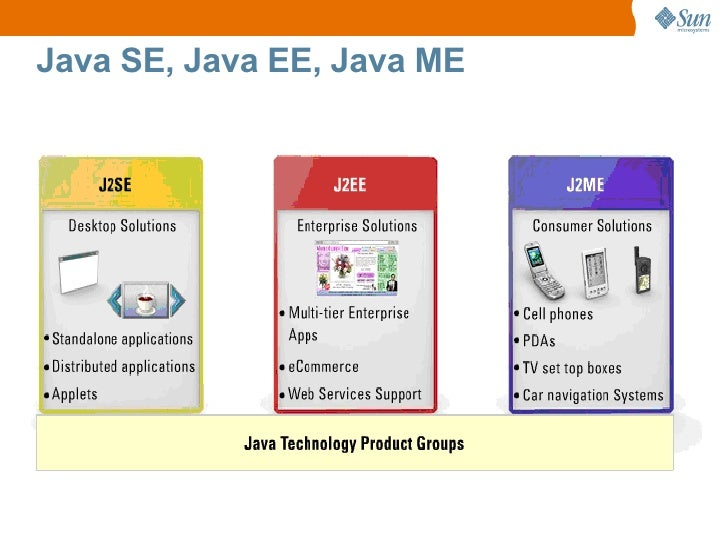 Sun
microsystems
Java SE, Java EE, Java ME
J2SE
Desktop Solutions
• Standalone applications
• Distributed applications
• Applets
J2EE
Enterprise Solutions
• Multi-tier Enterprise
Apps
• eCommerce
• Web Services Support
J2ME
Consumer Solutions
• Cell phones
• PDAs
• TV set top boxes
• Car navigation Systems
Java Technology Product Groups